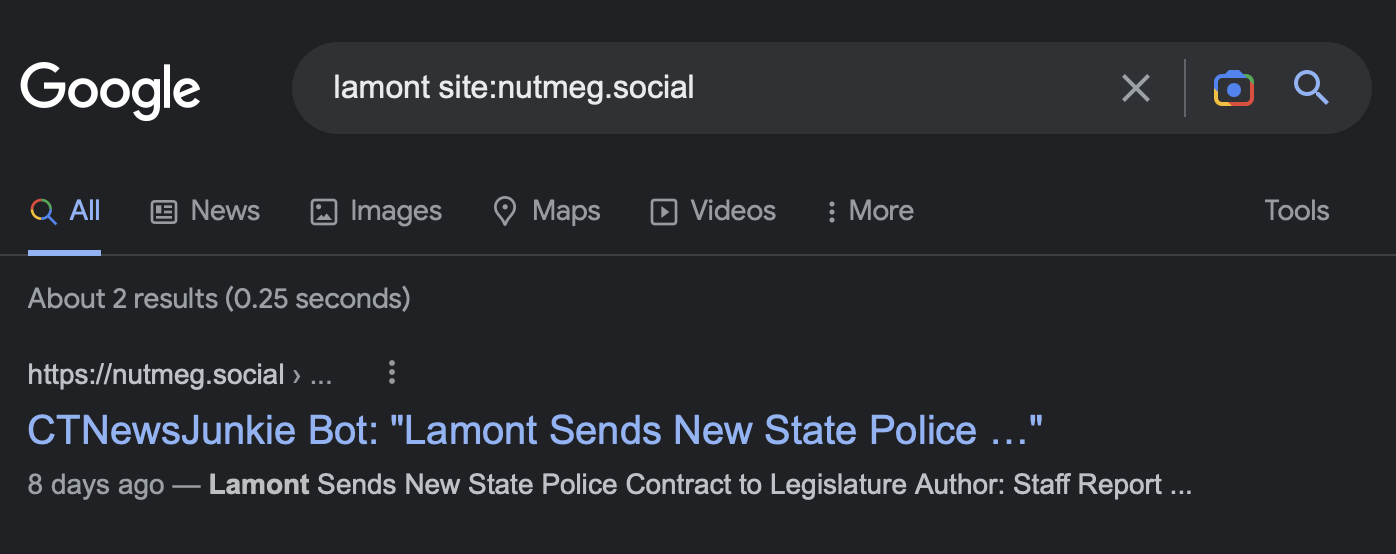 Google
lamont site:nutmeg.social
All News Images Maps Videos More Tools
About 2 results (0.25 seconds)
https://nutmeg.social › ...
CTNewsJunkie Bot: "Lamont Sends New State Police …"
8 days ago — Lamont Sends New State Police Contract to Legislature Author: Staff Report ...